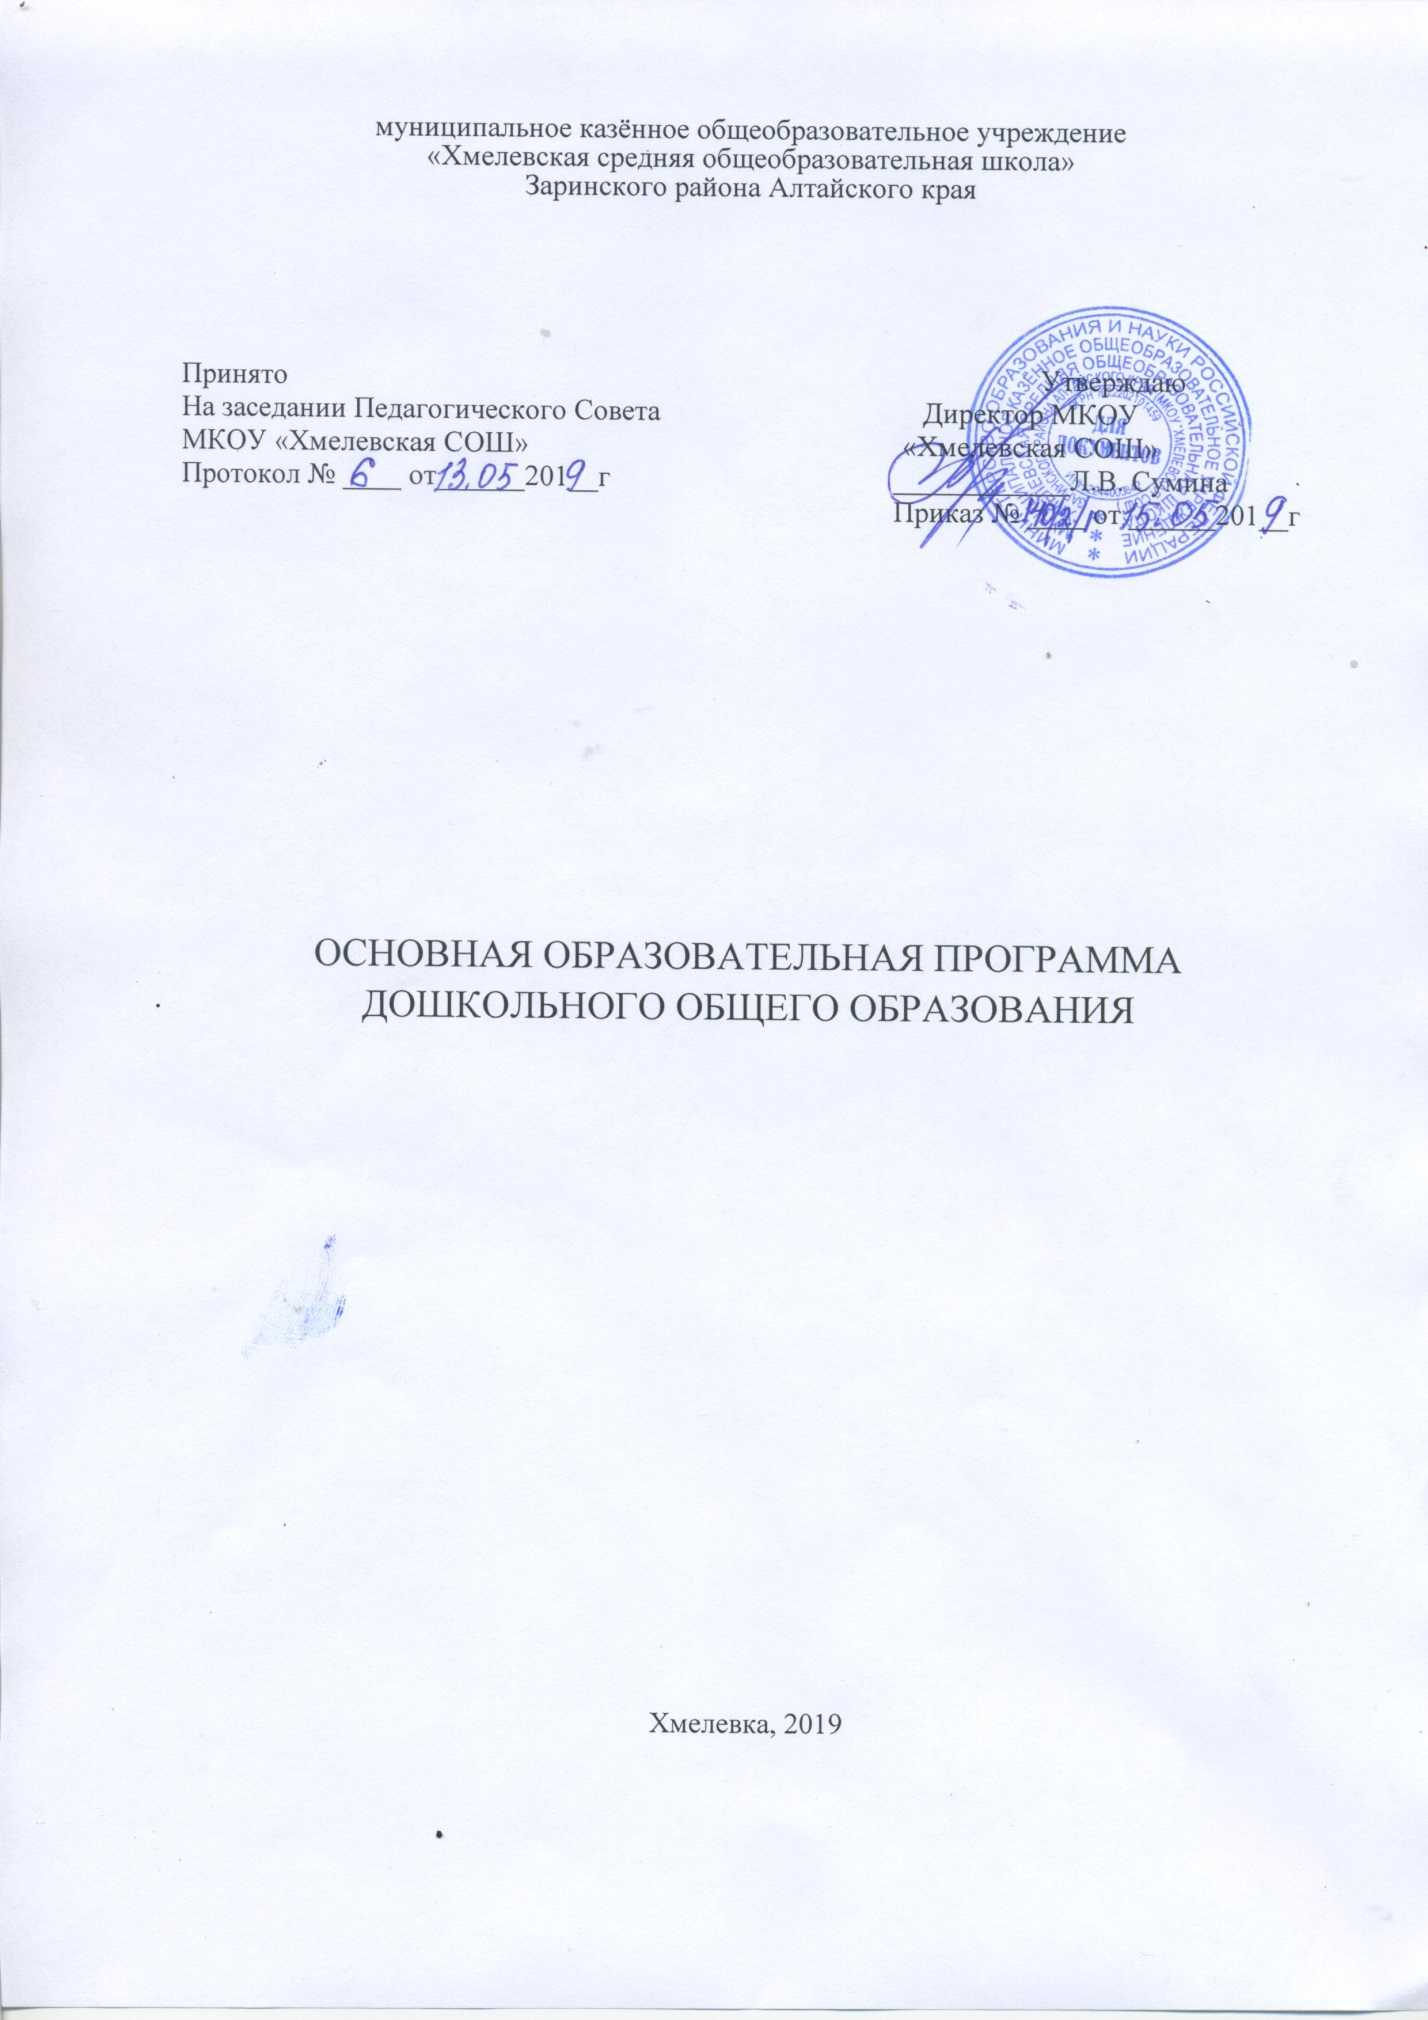 муниципальное казённое общеобразовательное учреждение
«Хмелевская средняя общеобразовательная школа»
Заринского района Алтайского края
Принято
На заседании Педагогического Совета
МКОУ «Хмелевская СОШ»
Протокол № 6 от 13.05 2019 г
Утверждаю
Директор МКОУ
«Хмелевская СОШ»
Л.В. Сумина
Приказ № от 15.05 2019 г
ДЛЯ
ДОКУМЕНТОВ
ОСНОВНАЯ ОБРАЗОВАТЕЛЬНАЯ ПРОГРАММА
ДОШКОЛЬНОГО ОБЩЕГО ОБРАЗОВАНИЯ
Хмелевка, 2019